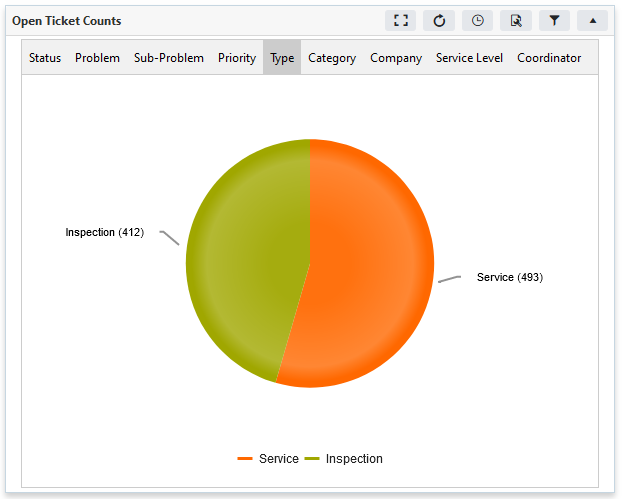 Open Ticket Counts
Status Problem Sub-Problem Priority Type Category Company Service Level Coordinator
Inspection (412)
Service (493)
Service Inspection